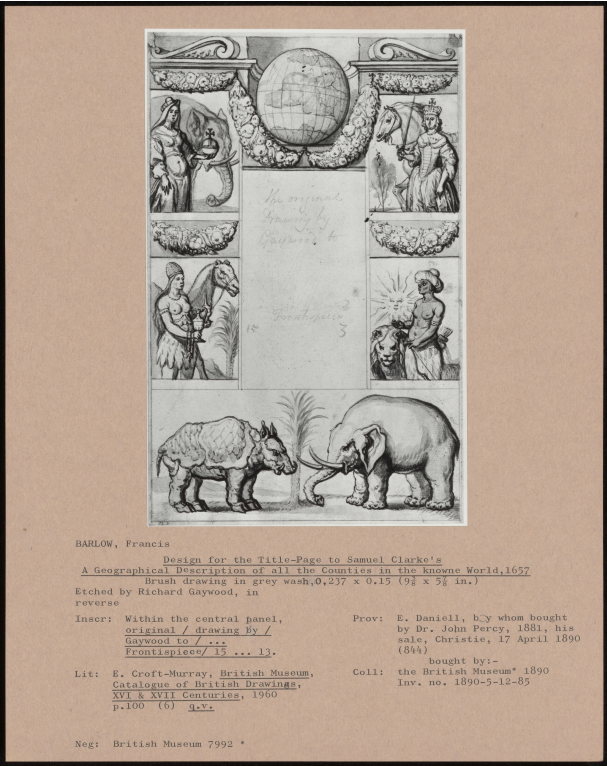 The original
Drawing by
Gaywood to
Frontispiece
15 3
BARLOW, Francis
Design for the Title-Page to Samuel Clarke's
A Geographical Description of all the Counties in the knowne World,1657
Brush drawing in grey wash,0,237 x 0.15 (9⅜ x 5⅞ in.)
Etched by Richard Gaywood, in
reverse
Inscr: Within the central panel,
original / drawing by /
Gaywood to / ...
Frontispiece/ 15 ... 13.
Prov: E. Daniell, by whom bought
by Dr. John Percy, 1881, his
sale, Christie, 17 April 1890
(844)
bought by:-
Lit: E. Croft-Murray, British Museum,
Catalogue of British Drawings,
XVI & XVII Centuries, 1960
p.100 (6) q.v.
Coll: the British Museum* 1890
Inv. no. 1890-5-12-85
Neg: British Museum 7992 *